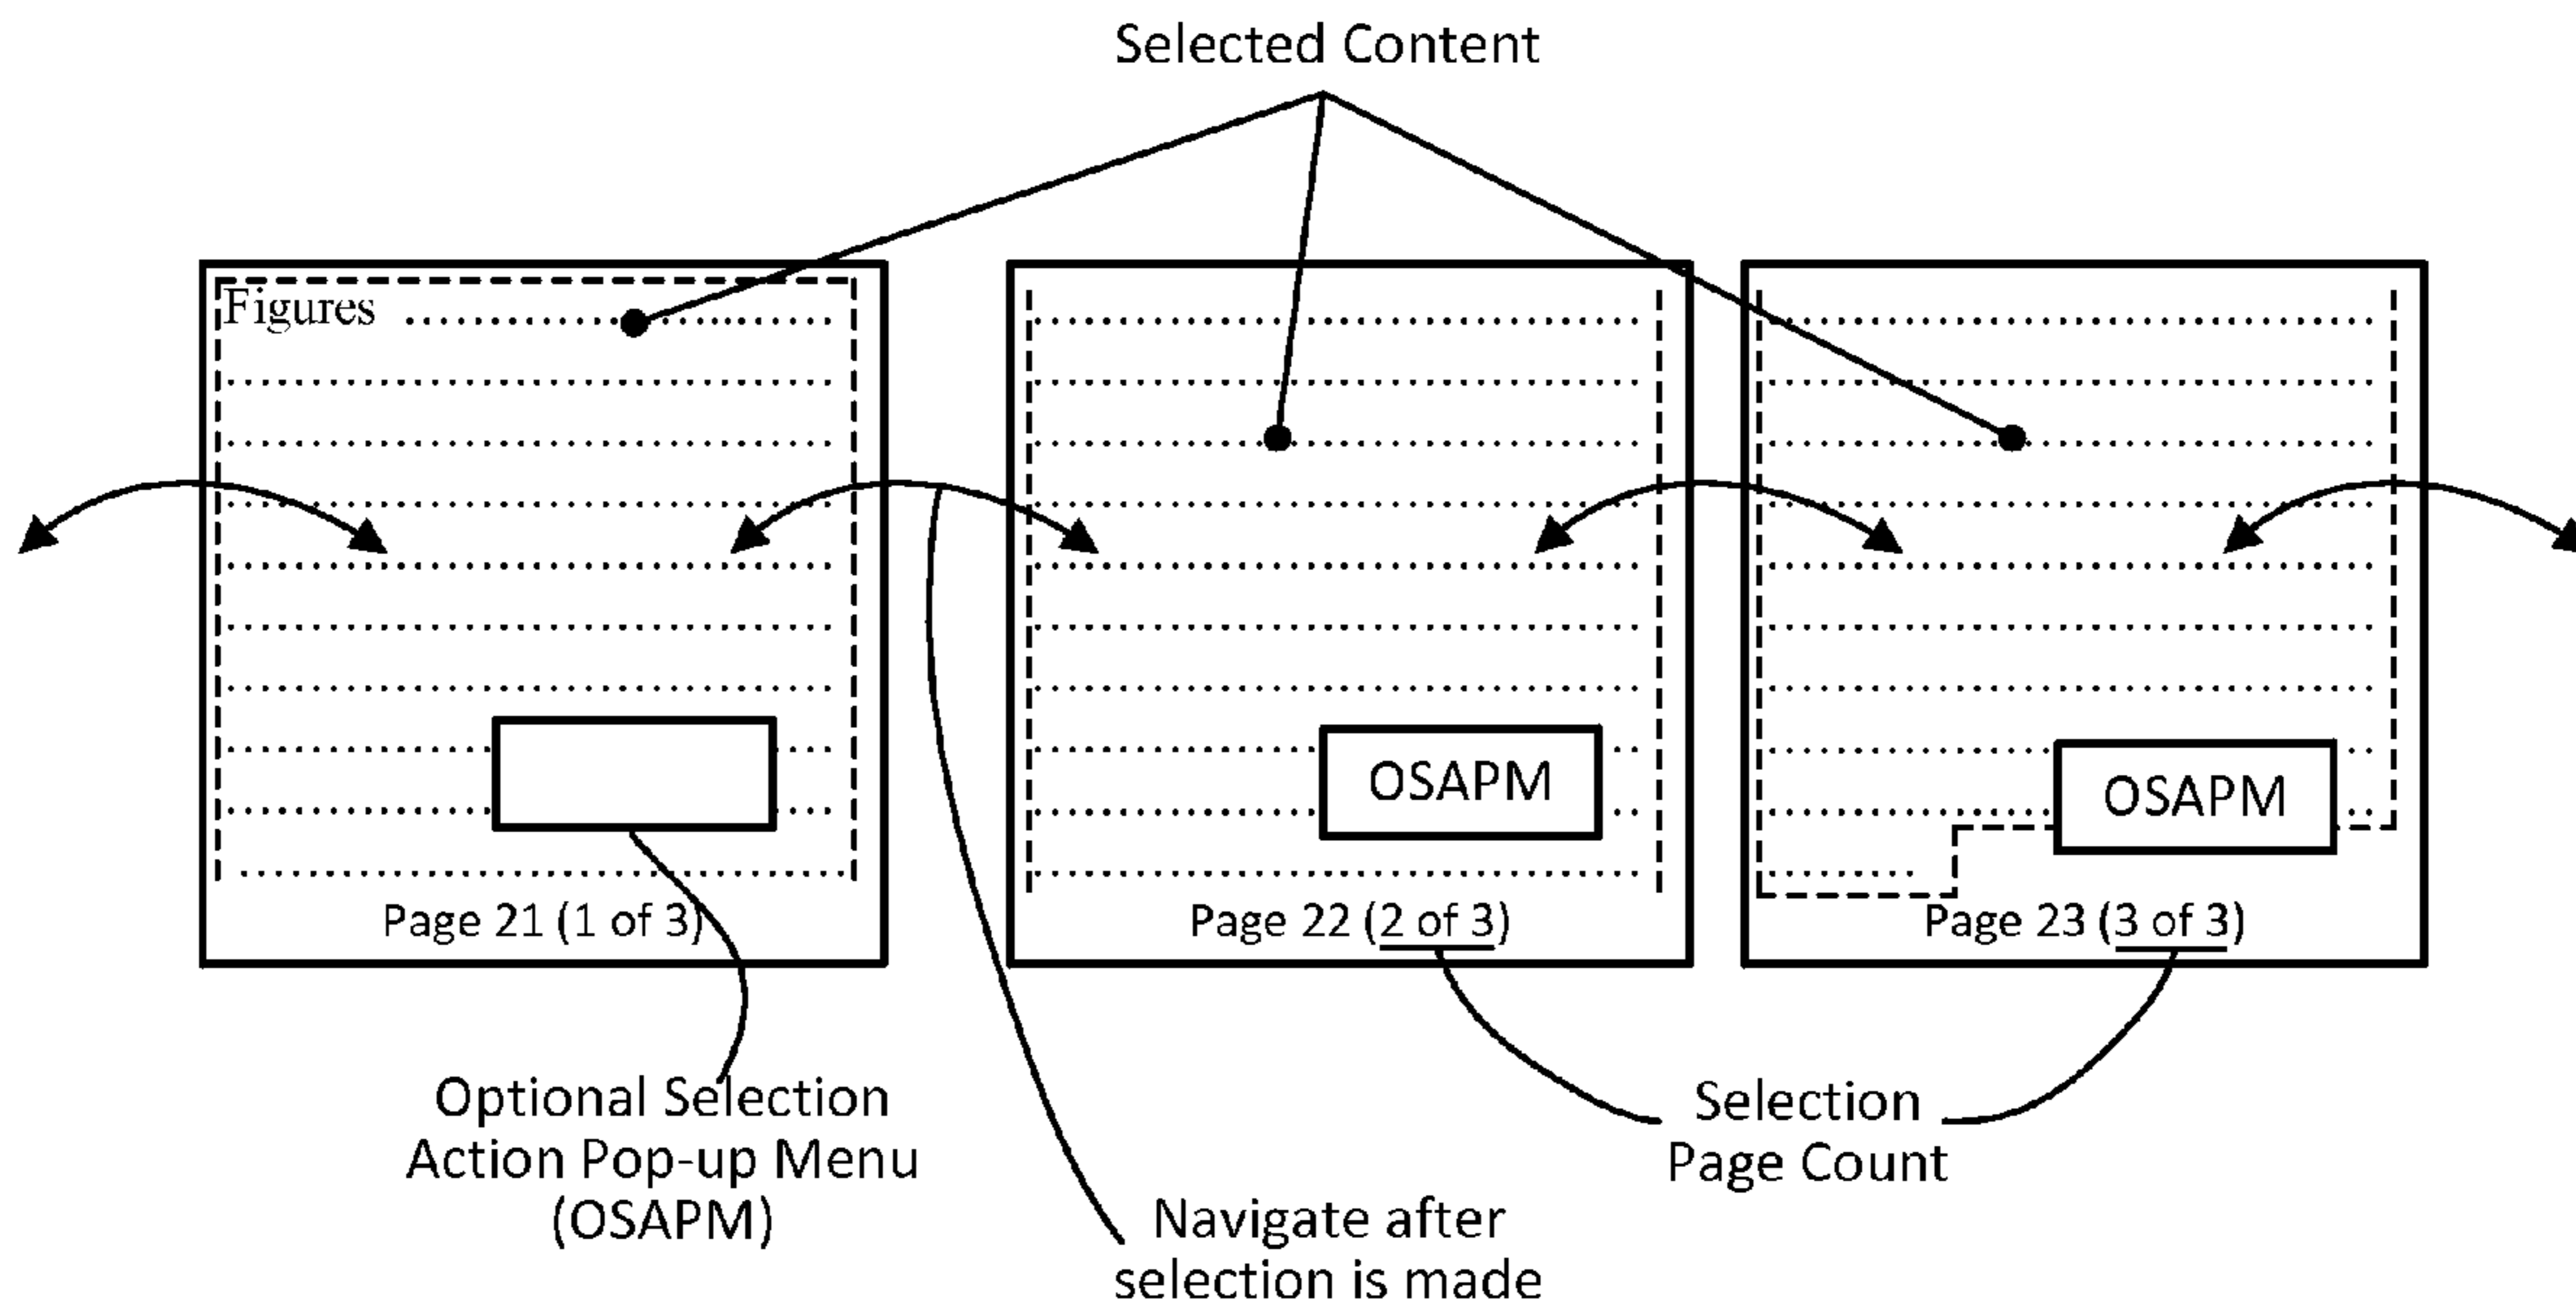 Selected Content
Figures
OSAPM
OSAPM
Page 21 (1 of 3)
Page 22 (2 of 3)
Page 23 (3 of 3)
Optional Selection
Action Pop-up Menu
(OSAPM)
Navigate after
selection is made
Selection
Page Count